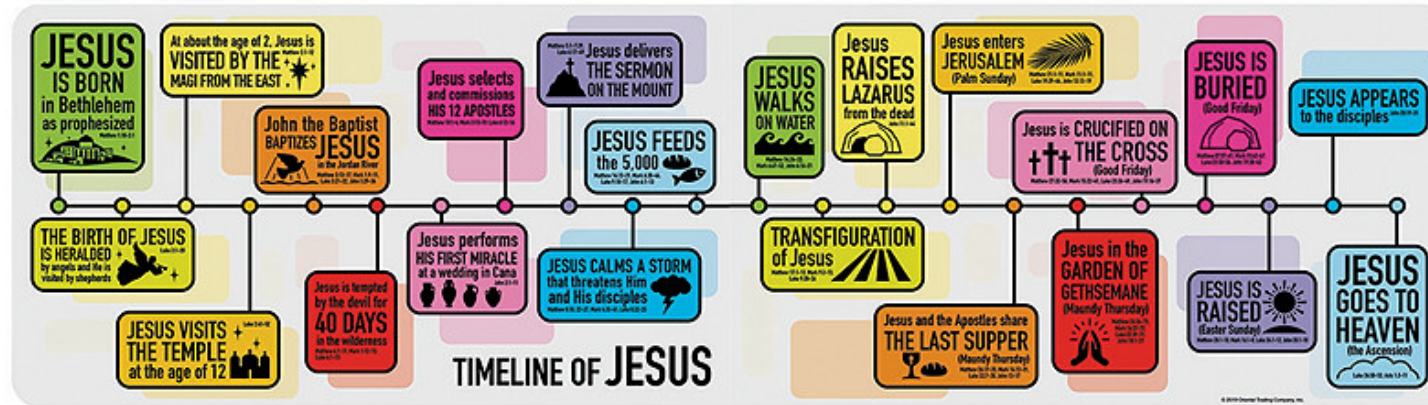 JESUS
IS BORN
in Bethlehem
as prophesized
THE BIRTH OF JESUS
IS HERALDED
by angels and He is
visited by shepherds
At about the age of 2, Jesus is
VISITED BY THE
MAGI FROM THE EAST
JESUS VISITS
THE TEMPLE
at the age of 12
John the Baptist
BAPTIZES
JESUS
in the Jordan River
Jesus is tempted
by the devil for
40 DAYS
in the wilderness
Jesus performs
HIS FIRST MIRACLE
at a wedding in Cana
Jesus selects
and commissions
HIS 12 APOSTLES
Jesus delivers
THE SERMON
ON THE MOUNT
JESUS CALMS A STORM
that threatens Him
and His disciples
JESUS FEEDS
the 5,000
JESUS
WALKS
ON WATER
TRANSFIGURATION
of Jesus
Jesus
RAISES
LAZARUS
from the dead
Jesus enters
JERUSALEM
(Palm Sunday)
Jesus and the Apostles share
THE LAST SUPPER
(Maundy Thursday)
Jesus in the
GARDEN OF
GETHSEMANE
(Maundy Thursday)
Jesus is CRUCIFIED ON
THE CROSS
(Good Friday)
JESUS IS
BURIED
(Good Friday)
JESUS IS
RAISED
(Easter Sunday)
JESUS APPEARS
to the disciples
JESUS
GOES TO
HEAVEN
(the Ascension)
TIMELINE OF JESUS
© 2019 Oriental Trading Company, Inc.